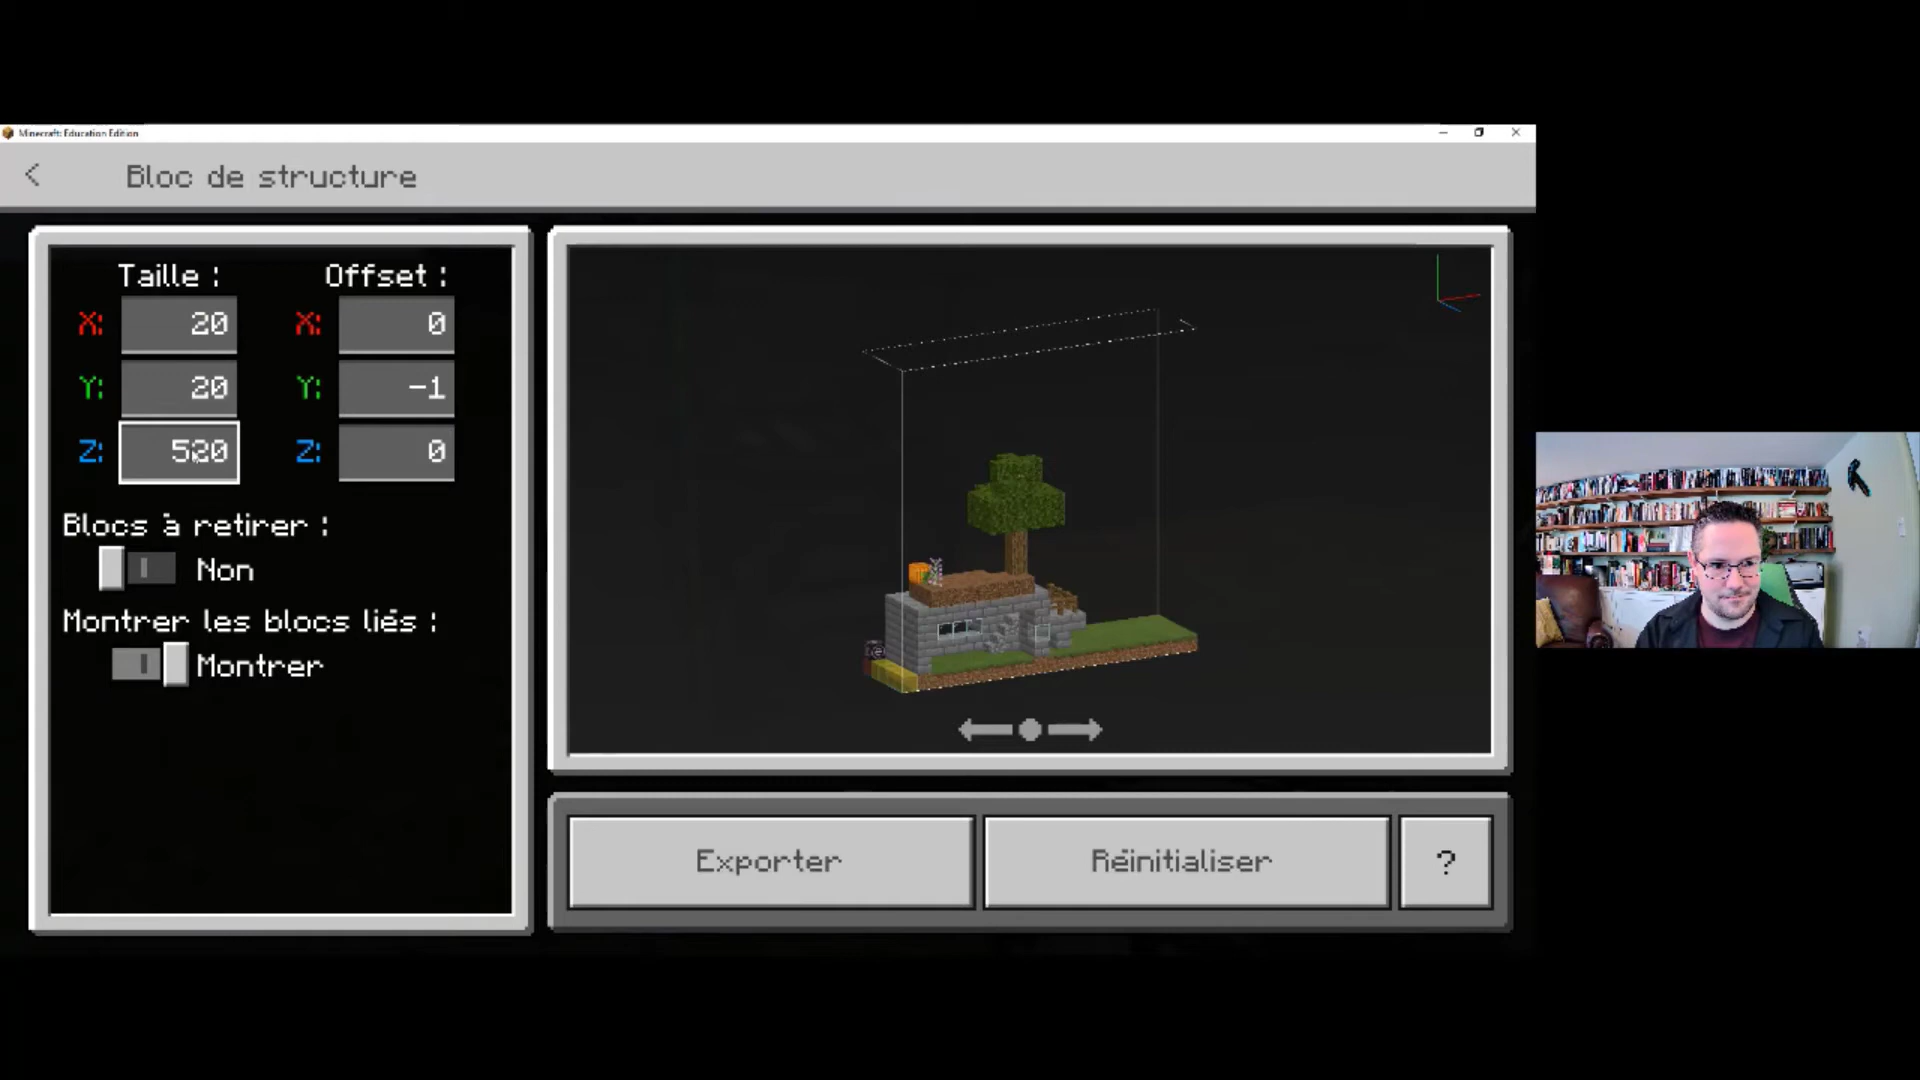 Minecraft: Education Edition
Bloc de structure
Taille :
Offset :
X: 20
X: 0
Y: 20
Y: -1
Z: 520
Z: 0
Blocs à retirer :
Non
Montrer les blocs liés :
Montrer
Exporter
Réinitialiser
?